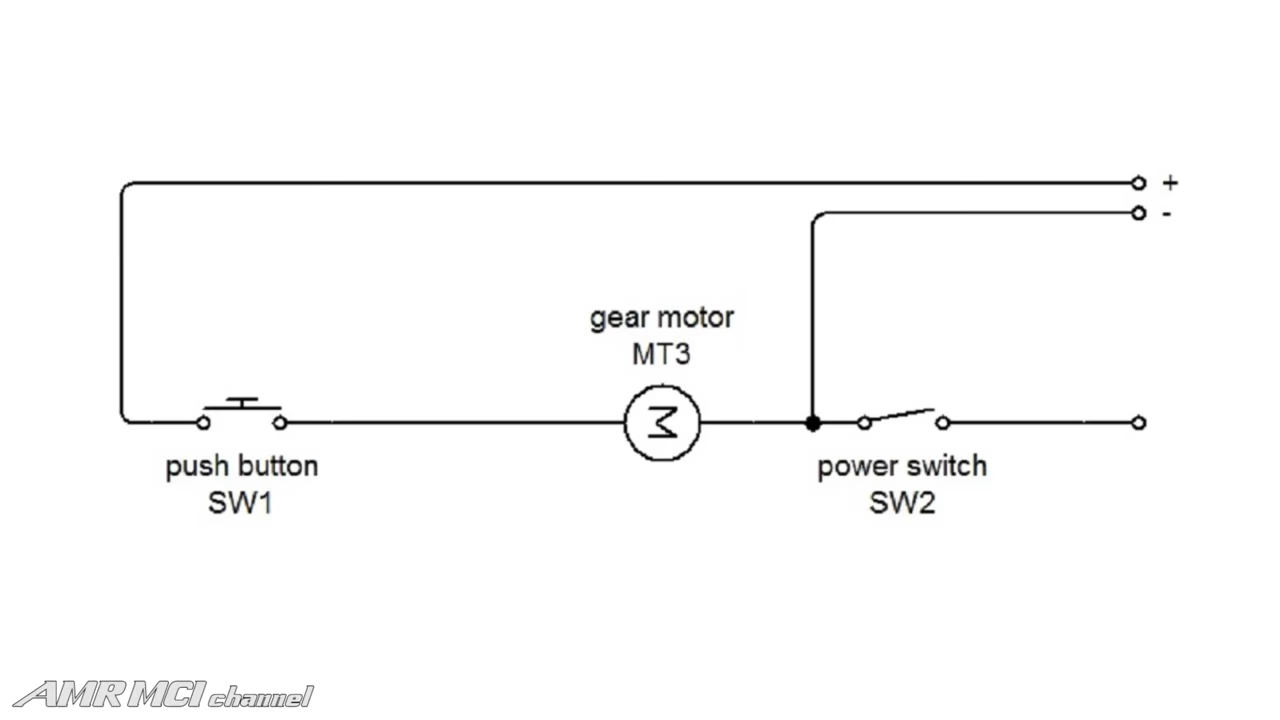 +
-
gear motor
MT3
M
push button
SW1
power switch
SW2
AMR MCI channel